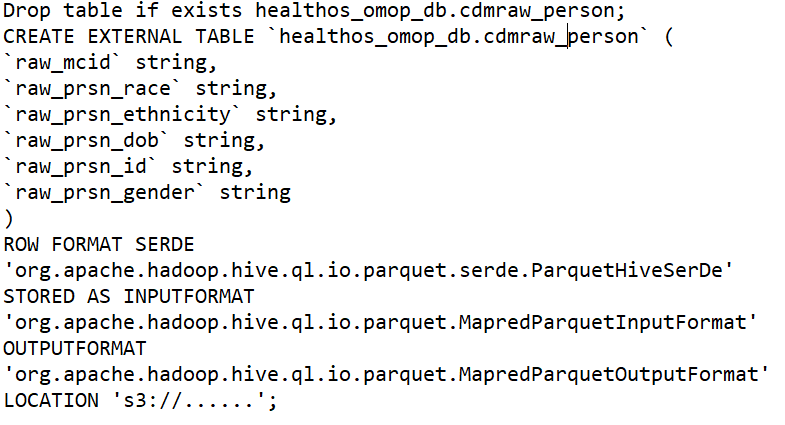 Drop table if exists healthos_omop_db.cdmraw_person;
CREATE EXTERNAL TABLE `healthos_omop_db.cdmraw_person` (
`raw_mcid` string,
`raw_prsn_race` string,
`raw_prsn_ethnicity` string,
`raw_prsn_dob` string,
`raw_prsn_id` string,
`raw_prsn_gender` string
)
ROW FORMAT SERDE
'org.apache.hadoop.hive.ql.io.parquet.serde.ParquetHiveSerDe'
STORED AS INPUTFORMAT
'org.apache.hadoop.hive.ql.io.parquet.MapredParquetInputFormat'
OUTPUTFORMAT
'org.apache.hadoop.hive.ql.io.parquet.MapredParquetOutputFormat'
LOCATION 's3://......';